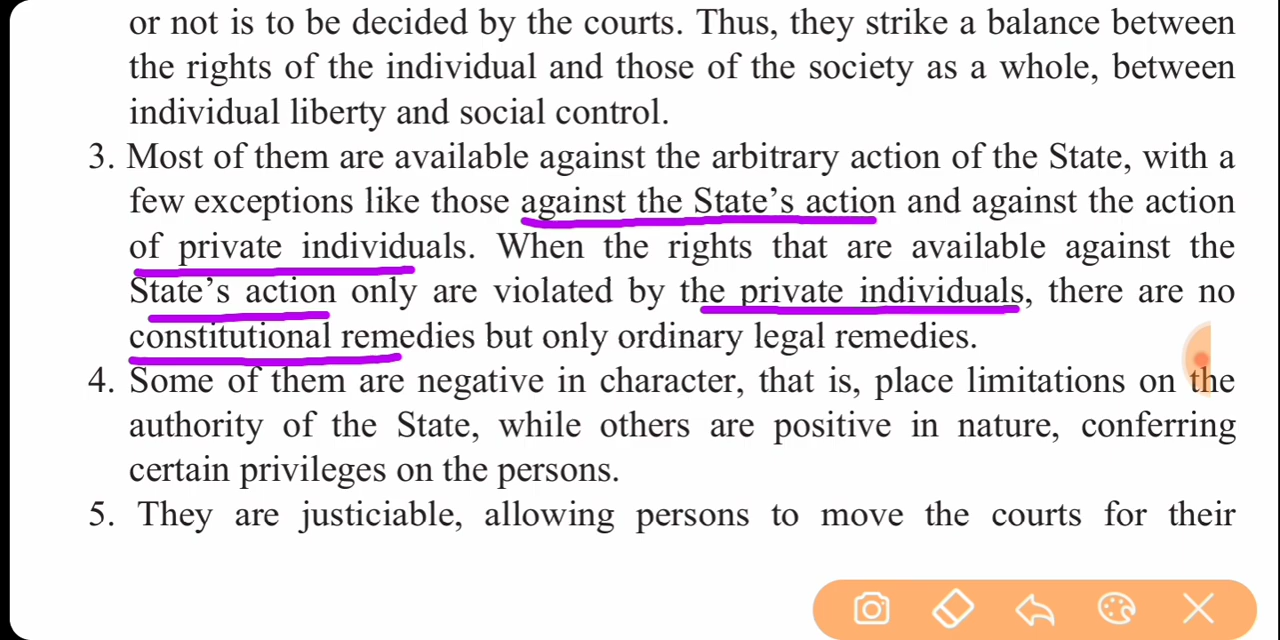 or not is to be decided by the courts. Thus, they strike a balance between
the rights of the individual and those of the society as a whole, between
individual liberty and social control.
3. Most of them are available against the arbitrary action of the State, with a
few exceptions like those against the State’s action and against the action
of private individuals. When the rights that are available against the
State’s action only are violated by the private individuals, there are no
constitutional remedies but only ordinary legal remedies.
4. Some of them are negative in character, that is, place limitations on the
authority of the State, while others are positive in nature, conferring
certain privileges on the persons.
5. They are justiciable, allowing persons to move the courts for their